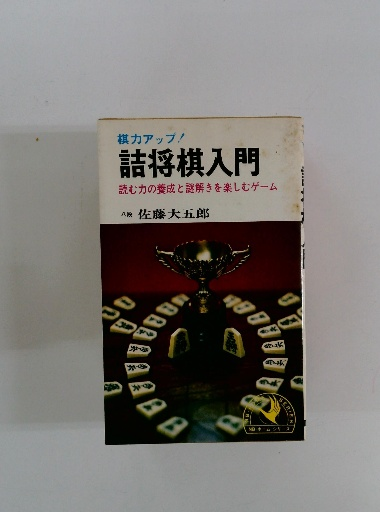 棋力アップ!
詰将棋入門
読む力の養成と謎解きを楽しむゲーム
八段 佐藤大五郎